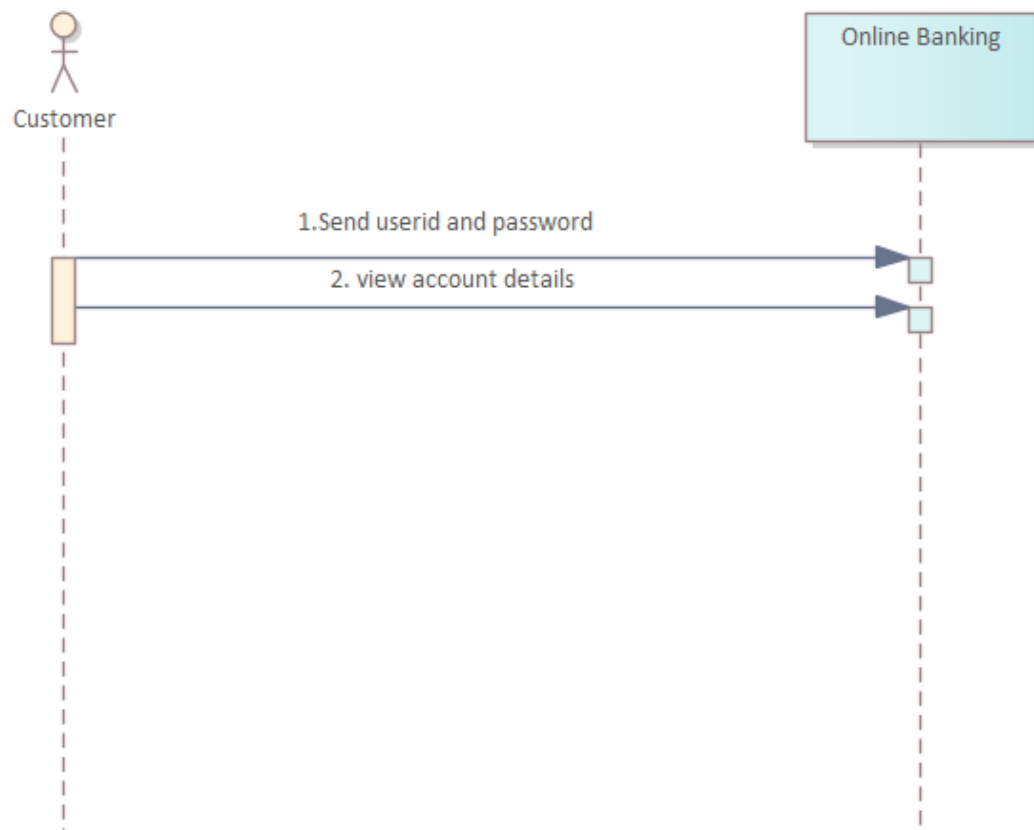 Online Banking
Customer
1.Send userid and password
2. view account details